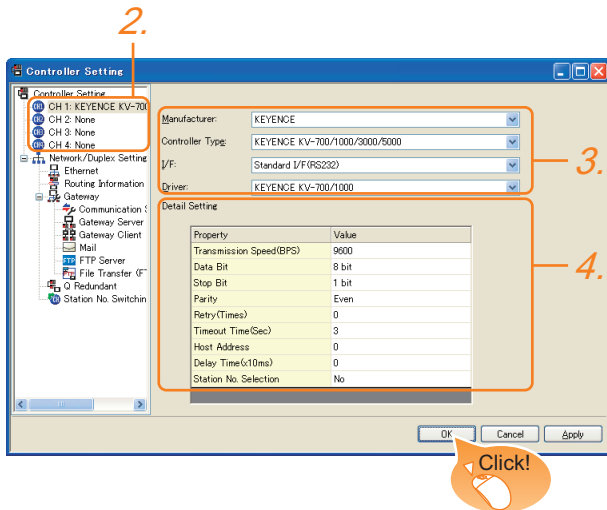 2.
Controller Setting
Controller Setting
CH 1: KEYENCE KV-700
CH 2: None
CH 3: None
CH 4: None
Network/Duplex Setting
Ethernet
Routing Information
Gateway
Communication
Gateway Server
Gateway Client
Mail
FTP FTP Server
File Transfer (F
Q Redundant
Station No. Switchin
Manufacturer: KEYENCE
Controller Type: KEYENCE KV-700/1000/3000/5000
I/F: Standard I/F(RS232)
Driver: KEYENCE KV-700/1000
3.
Detail Setting
Property Value
Transmission Speed(BPS) 9600
Data Bit 8 bit
Stop Bit 1 bit
Parity Even
Retry(Times) 0
Timeout Time(Sec) 3
Host Address 0
Delay Time(x10ms) 0
Station No. Selection No
4.
OK Cancel Apply
Click!